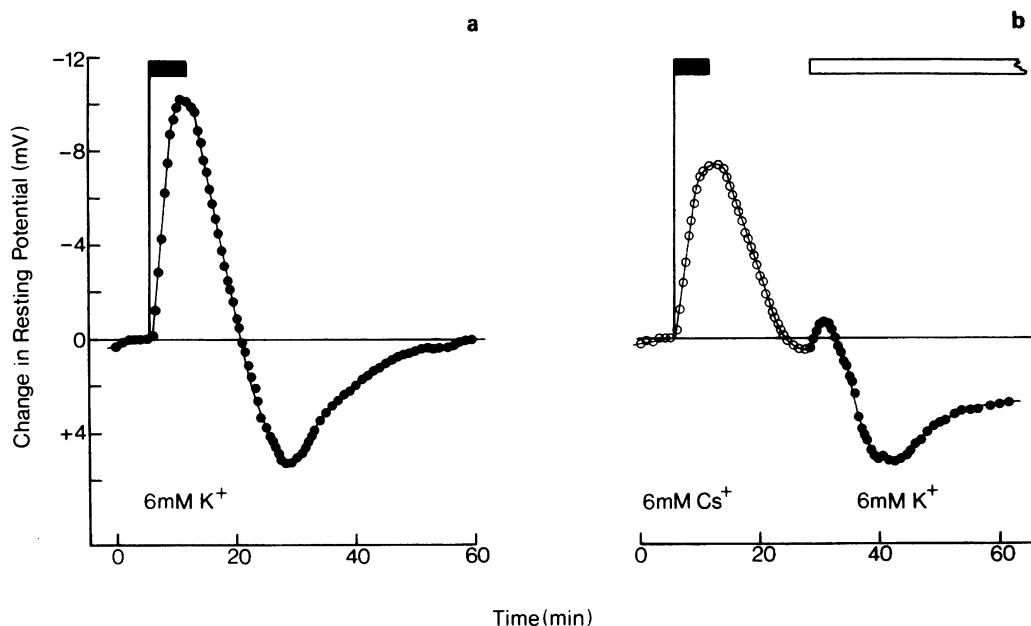 a
b
Change in Resting Potential (mV)
-12
-8
-4
0
+4
6mM K+
6mM Cs+
6mM K+
0 20 40 60
0 20 40 60
Time (min)